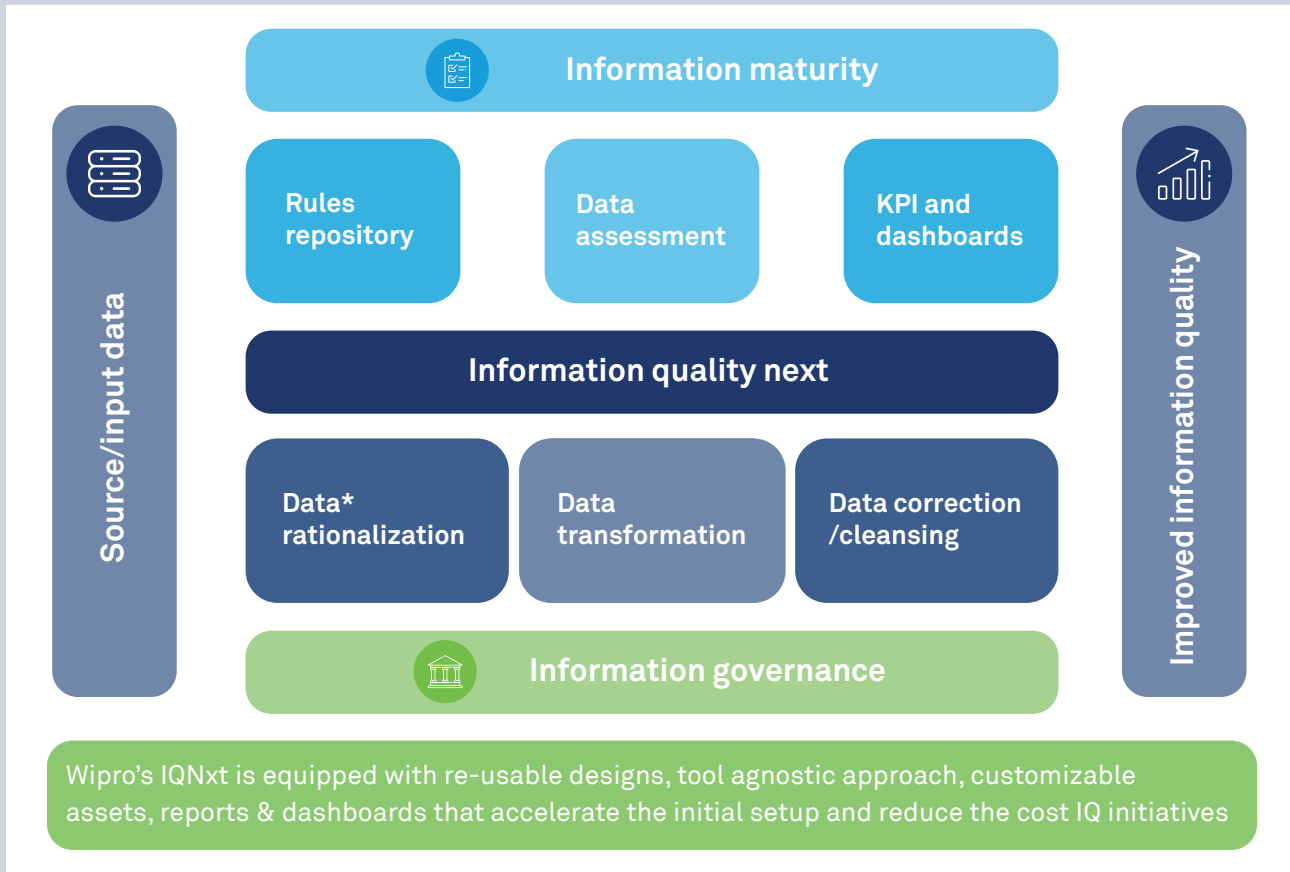 Information maturity
Source/input data
Rules
repository
Data
assessment
KPI and
dashboards
Improved information quality
Information quality next
Data*
rationalization
Data
transformation
Data correction
/cleansing
Information governance
Wipro’s IQNxt is equipped with re-usable designs, tool agnostic approach, customizable
assets, reports & dashboards that accelerate the initial setup and reduce the cost IQ initiatives